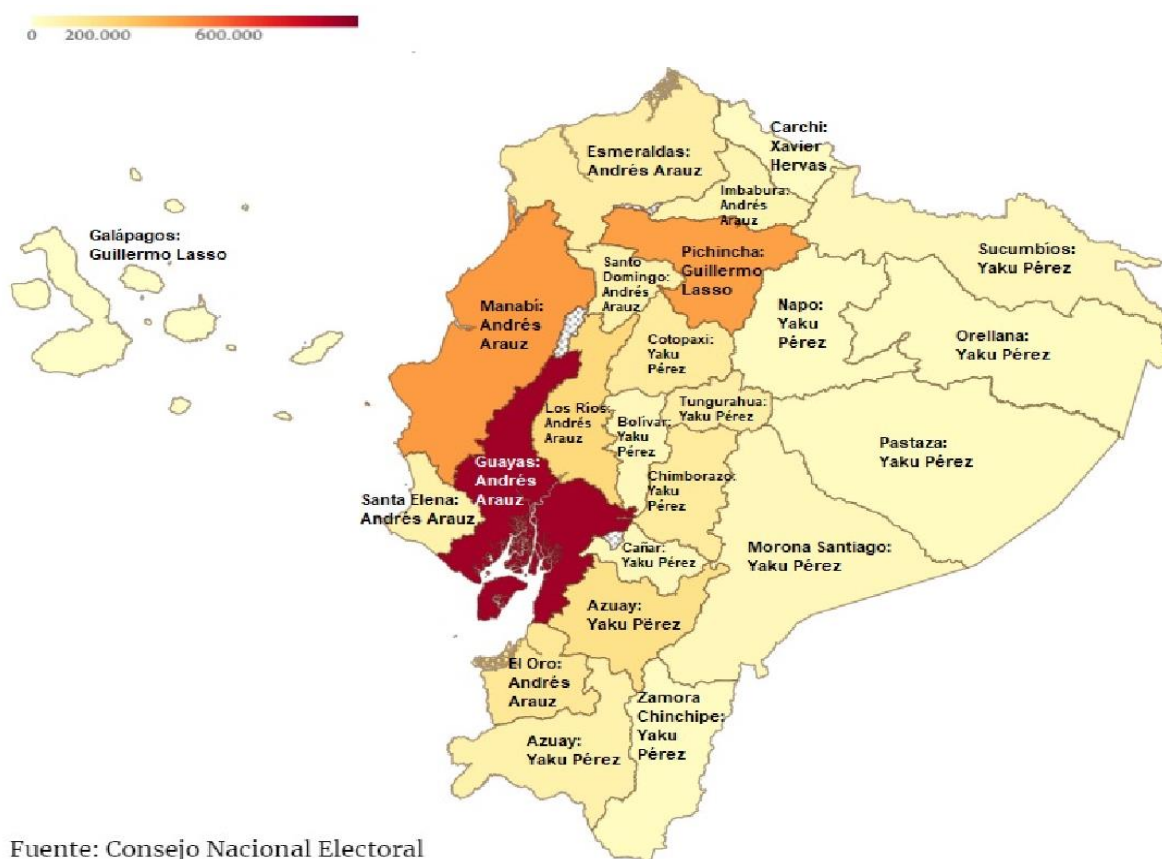 0 200.000 600.000
Carchi:
Xavier
Hervas
Esmeraldas:
Andrés Arauz
Imbabura:
Andrés
Arauz
Galápagos:
Guillermo Lasso
Pichincha:
Guillermo
Lasso
Sucumbíos:
Yaku Pérez
Santo
Domingo:
Andrés
Arauz
Manabí:
Andrés
Arauz
Napo:
Yaku
Pérez
Orellana:
Yaku Pérez
Cotopaxi:
Yaku
Pérez
Tungurahua:
Yaku Pérez
Los Ríos:
Andrés
Arauz
Bolívar:
Yaku
Pérez
Pastaza:
Yaku Pérez
Guayas:
Andrés
Arauz
Chimborazo:
Yaku
Pérez
Santa Elena:
Andrés Arauz
Cañar:
Yaku Pérez
Morona Santiago:
Yaku Pérez
Azuay:
Yaku Pérez
El Oro:
Andrés
Arauz
Zamora
Chinchipe:
Yaku
Pérez
Azuay:
Yaku Pérez
Fuente: Consejo Nacional Electoral